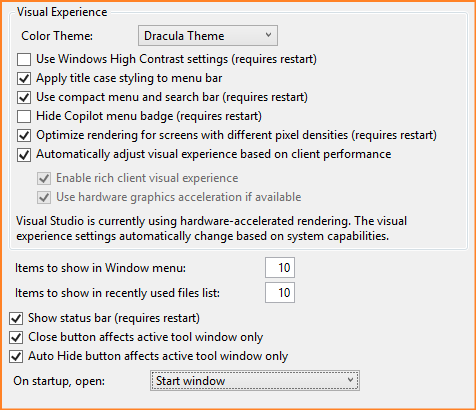 Visual Experience
Color Theme: Dracula Theme
Use Windows High Contrast settings (requires restart)
Apply title case styling to menu bar
Use compact menu and search bar (requires restart)
Hide Copilot menu badge (requires restart)
Optimize rendering for screens with different pixel densities (requires restart)
Automatically adjust visual experience based on client performance
Enable rich client visual experience
Use hardware graphics acceleration if available
Visual Studio is currently using hardware-accelerated rendering. The visual
experience settings automatically change based on system capabilities.
Items to show in Window menu: 10
Items to show in recently used files list: 10
Show status bar (requires restart)
Close button affects active tool window only
Auto Hide button affects active tool window only
On startup, open: Start window